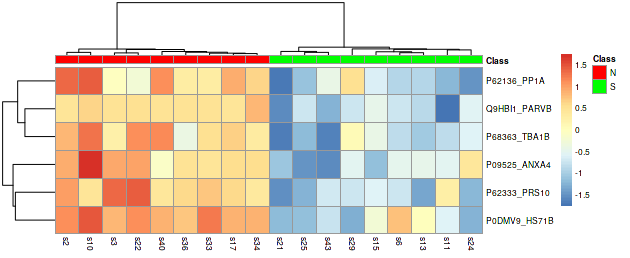 Class
P62136_PP1A
Q9HBI1_PARVB
P68363_TBA1B
P09525_ANXA4
P62333_PRS10
P0DMV9_HS71B
s2 s10 s3 s22 s40 s36 s33 s17 s34 s21 s25 s43 s29 s15 s6 s13 s11 s24
1.5
1
0.5
0
-0.5
-1
-1.5
Class
N
S